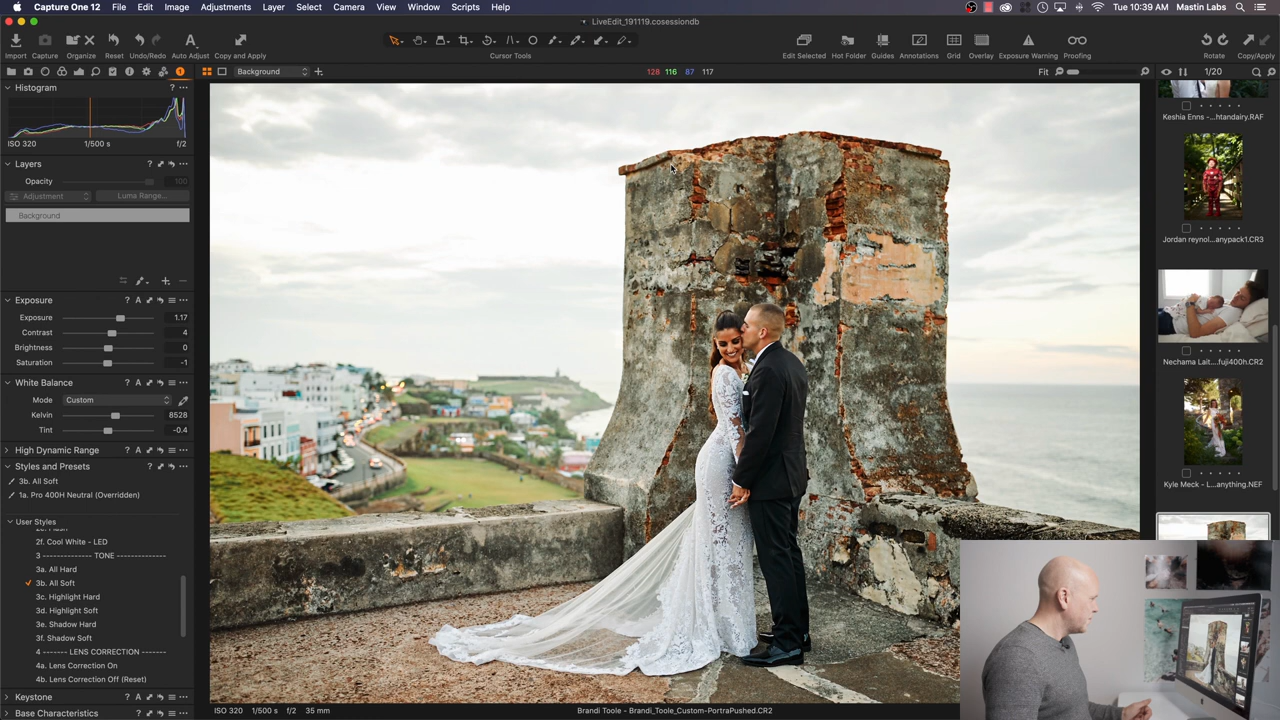 Capture One 12 File Edit Image Adjustments Layer Select Camera View Window Scripts Help Tue 10:39 AM Mastin Labs
LiveEdit_191119.cosessiondb
Import Capture Organize Reset Undo/Redo Auto Adjust Copy and Apply Cursor Tools Edit Selected Hot Folder Guides Annotations Grid Overlay Exposure Warning Proofing Rotate Copy/Apply
Background 128 116 87 117 Fit 1/20
Histogram
ISO 320 1/500 s f/2
Layers
Opacity 100
Adjustment Luma Range...
Background
Exposure
Exposure 1.17
Contrast 4
Brightness 0
Saturation -1
White Balance
Mode Custom
Kelvin 8528
Tint -0.4
High Dynamic Range
Styles and Presets
3b. All Soft
1a. Pro 400H Neutral (Overridden)
User Styles
2f. Cool White - LED
3 ------------- TONE --------------
3a. All Hard
3b. All Soft
3c. Highlight Hard
3d. Highlight Soft
3e. Shadow Hard
3f. Shadow Soft
4 ------- LENS CORRECTION -------
4a. Lens Correction On
4b. Lens Correction Off (Reset)
Keystone
Base Characteristics
ISO 320 1/500 s f/2 35 mm
Brandi Toole - Brandi_Toole_Custom-PortraPushed.CR2
Keshia Enns -...htandairy.RAF
Jordan reynol...anypack1.CR3
Nechama Lait....fuji400h.CR2
Kyle Meck - L...anything.NEF